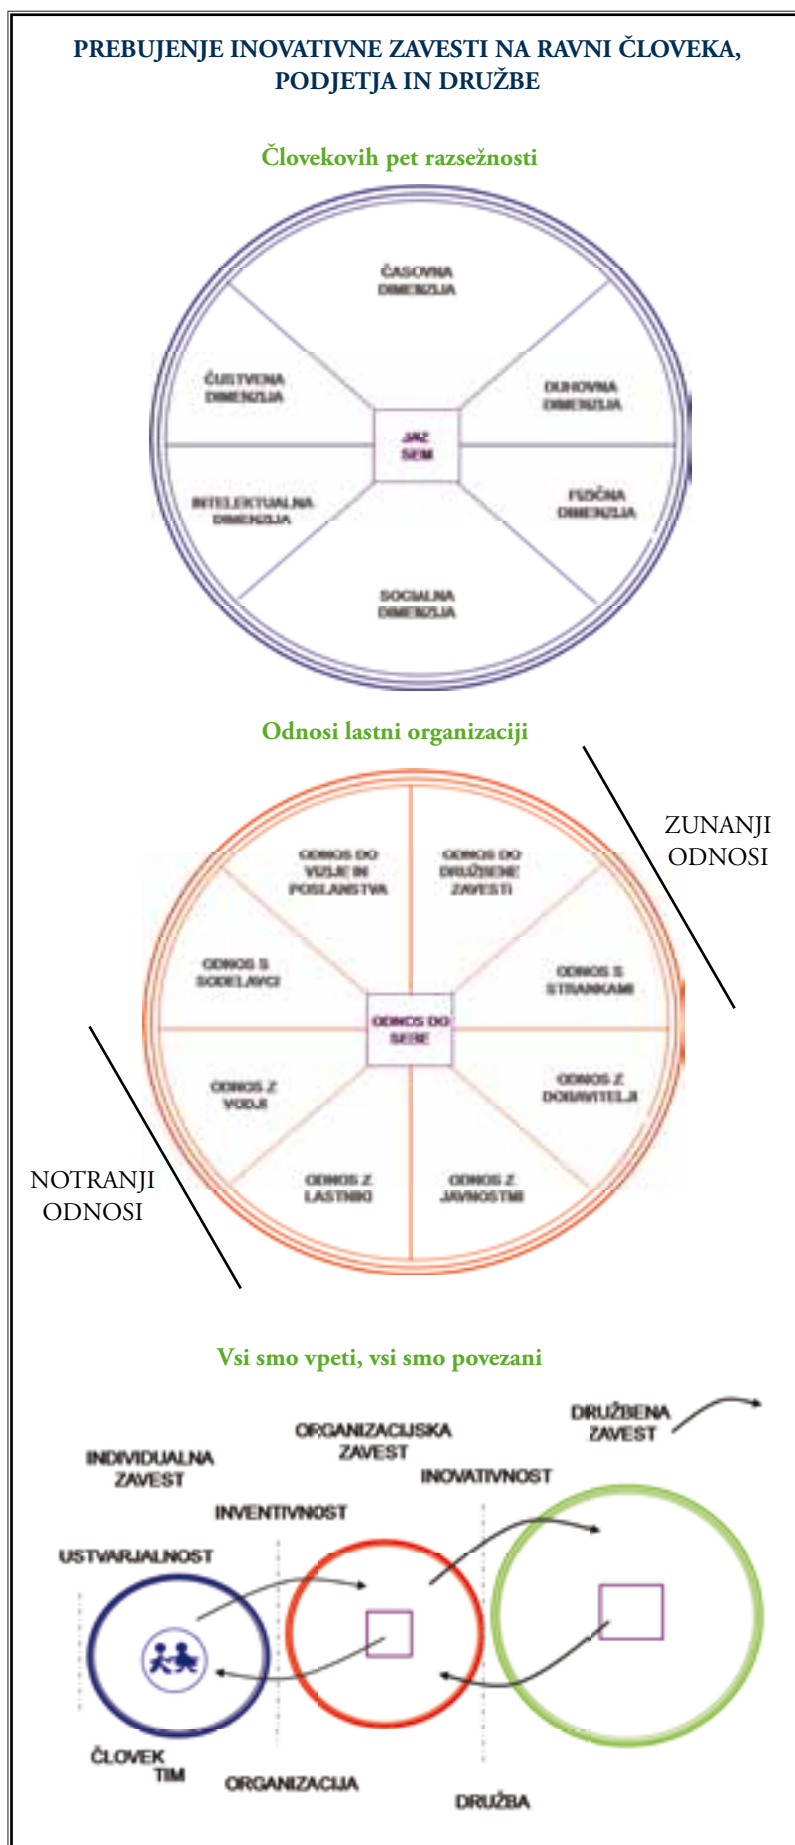 PREBUJENJE INOVATIVNE ZAVESTI NA RAVNI ČLOVEKA,
PODJETJA IN DRUŽBE
Človekovih pet razsežnosti
ČASOVNA
DIMENZIJA
ČUSTVENA
DIMENZIJA
DUHOVNA
DIMENZIJA
JAZ
SEM
INTELEKTUALNA
DIMENZIJA
FIZIČNA
DIMENZIJA
SOCIALNA
DIMENZIJA
Odnosi lastni organizaciji
ZUNANJI
ODNOSI
ODNOS DO
VIZIJE IN
POSLANSTVA
ODNOS DO
DRUŽBENE
ZAVESTI
ODNOS S
SODELAVCI
ODNOS S
STRANKAMI
ODNOS DO
SEBE
ODNOS Z
VODJI
ODNOS Z
DOBAVITELJI
ODNOS Z
LASTNIKI
ODNOS Z
JAVNOSTMI
NOTRANJI
ODNOSI
Vsi smo vpeti, vsi smo povezani
DRUŽBENA
ZAVEST
ORGANIZACIJSKA
ZAVEST
INDIVIDUALNA
ZAVEST
INOVATIVNOST
INVENTIVNOST
USTVARJALNOST
ČLOVEK
TIM
ORGANIZACIJA
DRUŽBA